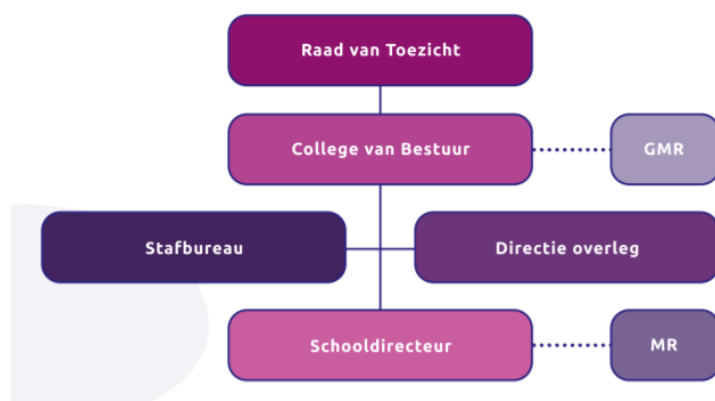 Raad van Toezicht
College van Bestuur
GMR
Stafbureau
Directie overleg
Schooldirecteur
MR